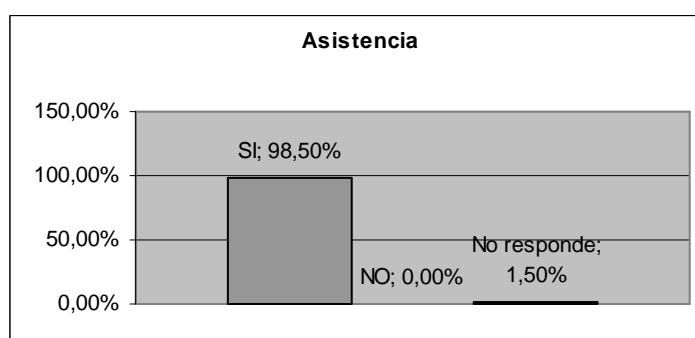 Asistencia
150,00%
100,00%
50,00%
0,00%
SI; 98,50%
NO; 0,00%
No responde;
1,50%